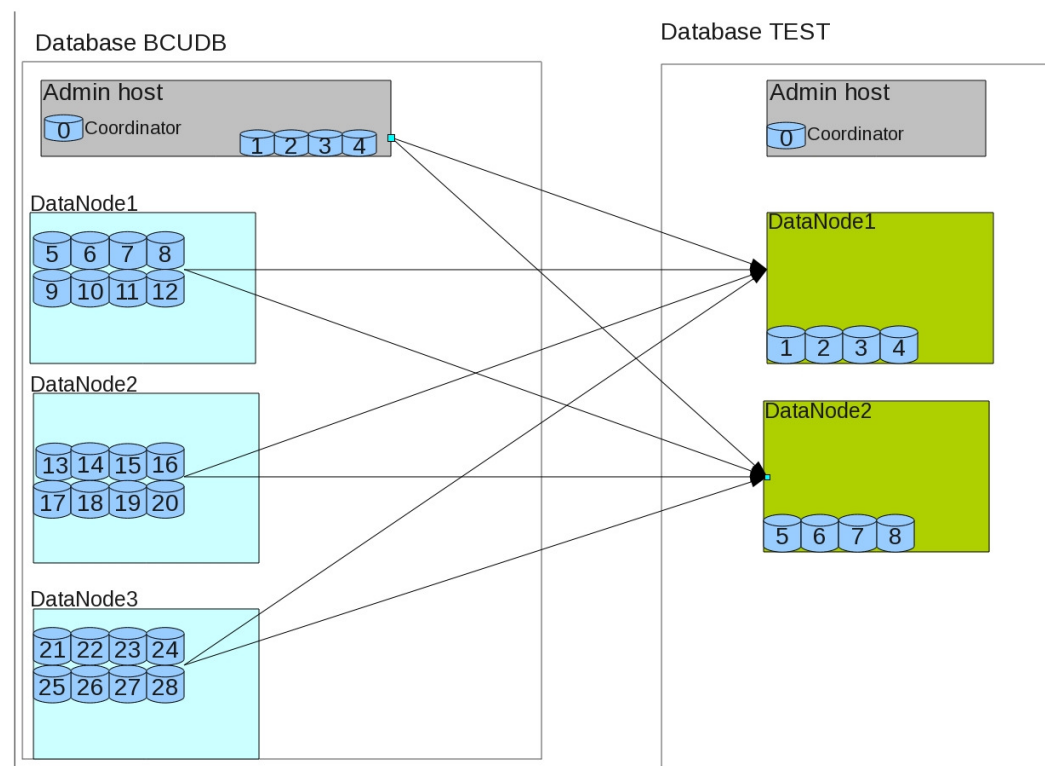 Database BCUDB
Admin host
0 Coordinator
1 2 3 4
DataNode1
5 6 7 8
9 10 11 12
DataNode2
13 14 15 16
17 18 19 20
DataNode3
21 22 23 24
25 26 27 28
Database TEST
Admin host
0 Coordinator
DataNode1
1 2 3 4
DataNode2
5 6 7 8